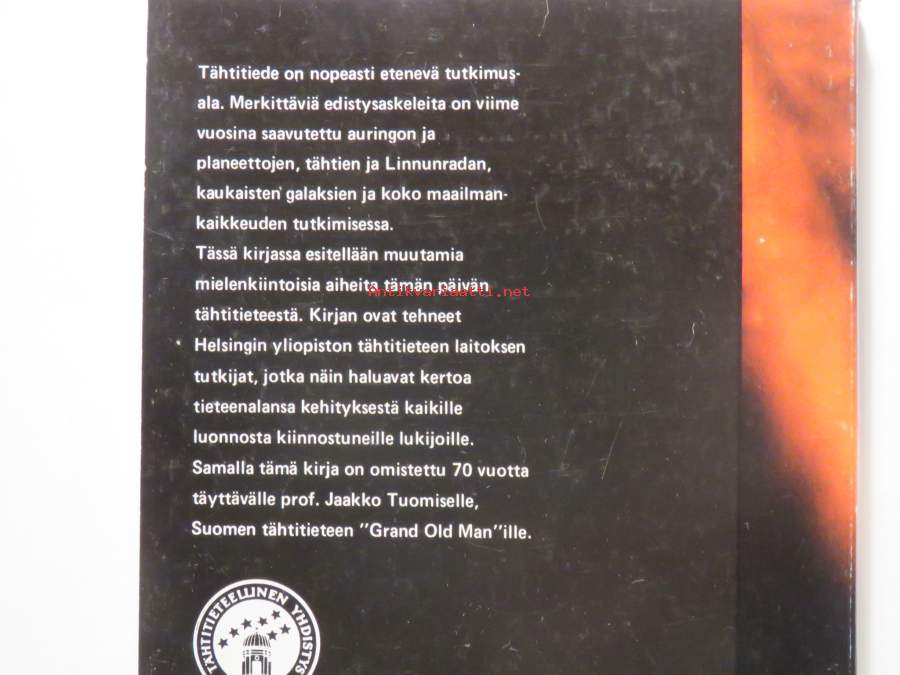 Tähtitiede on nopeasti etenevä tutkimus-
ala. Merkittäviä edistysaskeleita on viime
vuosina saavutettu auringon ja
planeettojen, tähtien ja Linnunradan,
kaukaisten galaksien ja koko maailman-
kaikkeuden tutkimisessa.
Tässä kirjassa esitellään muutamia
mielenkiintoisia aiheita tämän päivän
Antikvariaatti.net
tähtitieteestä. Kirjan ovat tehneet
Helsingin yliopiston tähtitieteen laitoksen
tutkijat, jotka näin haluavat kertoa
tieteenalansa kehityksestä kaikille
luonnosta kiinnostuneille lukijoille.
Samalla tämä kirja on omistettu 70 vuotta
täyttävälle prof. Jaakko Tuomiselle,
Suomen tähtitieteen ”Grand Old Man”ille.
TÄHTITIETEELLINEN YHDISTYS